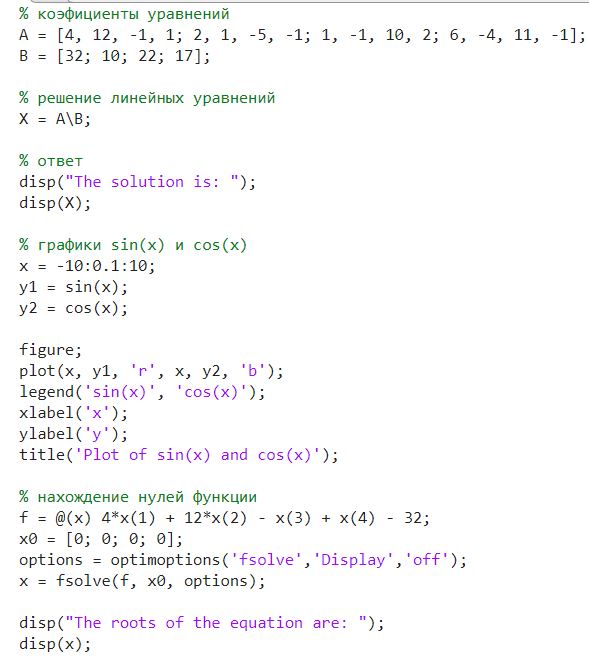 % коэфициенты уравнений
A = [4, 12, -1, 1; 2, 1, -5, -1; 1, -1, 10, 2; 6, -4, 11, -1];
B = [32; 10; 22; 17];
% решение линейных уравнений
X = A\B;
% ответ
disp("The solution is: ");
disp(X);
% графики sin(x) и cos(x)
x = -10:0.1:10;
y1 = sin(x);
y2 = cos(x);
figure;
plot(x, y1, 'r', x, y2, 'b');
legend('sin(x)', 'cos(x)');
xlabel('x');
ylabel('y');
title('Plot of sin(x) and cos(x)');
% нахождение нулей функции
f = @(x) 4*x(1) + 12*x(2) - x(3) + x(4) - 32;
x0 = [0; 0; 0; 0];
options = optimoptions('fsolve','Display','off');
x = fsolve(f, x0, options);
disp("The roots of the equation are: ");
disp(x);